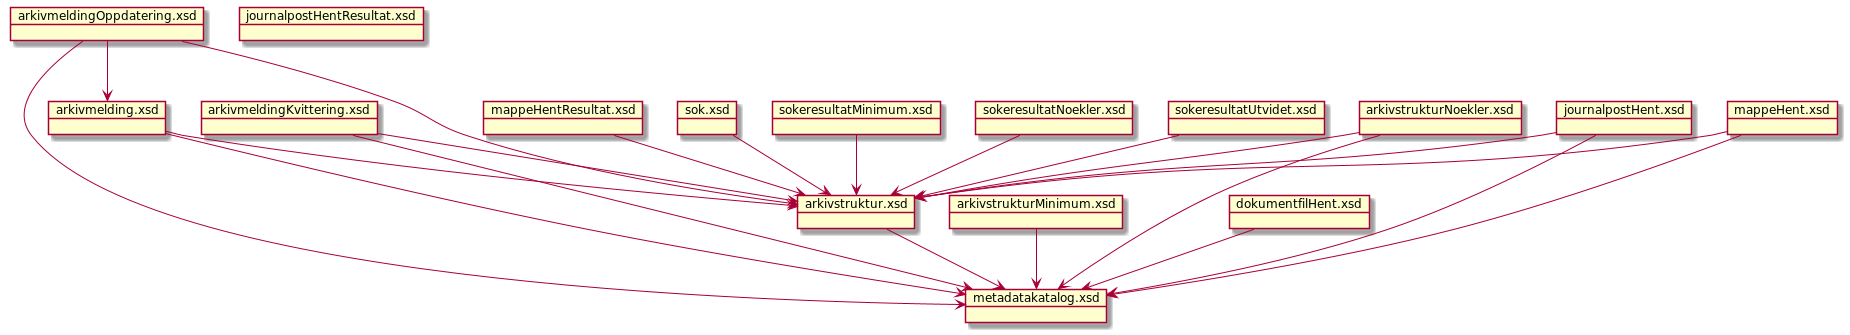 arkivmeldingOppdatering.xsd
journalpostHentResultat.xsd
arkivmelding.xsd
arkivmeldingKvittering.xsd
mappeHentResultat.xsd
sok.xsd
sokeresultatMinimum.xsd
sokeresultatNoekler.xsd
sokeresultatUtvidet.xsd
arkivstrukturNoekler.xsd
journalpostHent.xsd
mappeHent.xsd
arkivstruktur.xsd
arkivstrukturMinimum.xsd
dokumentfilHent.xsd
metadatakatalog.xsd